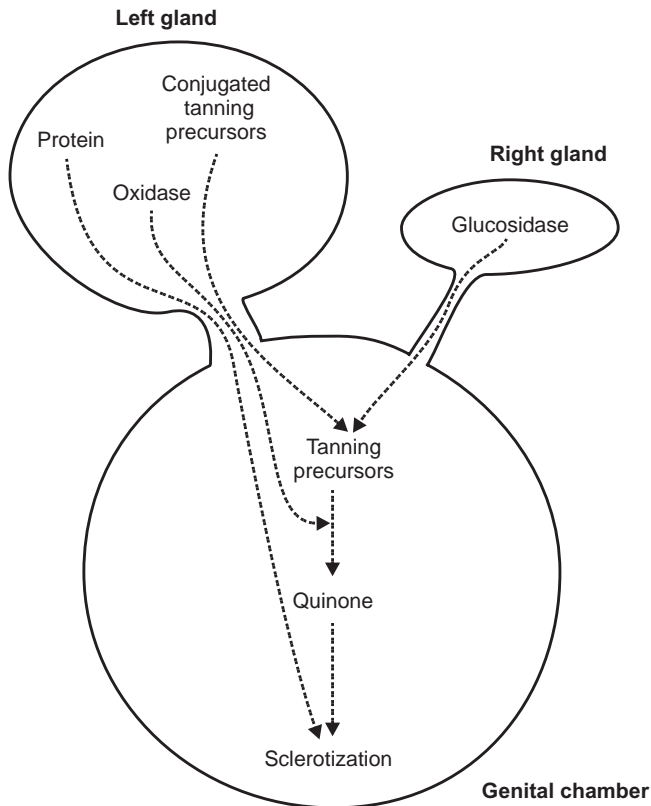 Left gland
Conjugated
tanning
precursors
Protein
Oxidase
Right gland
Glucosidase
Tanning
precursors
Quinone
Sclerotization
Genital chamber